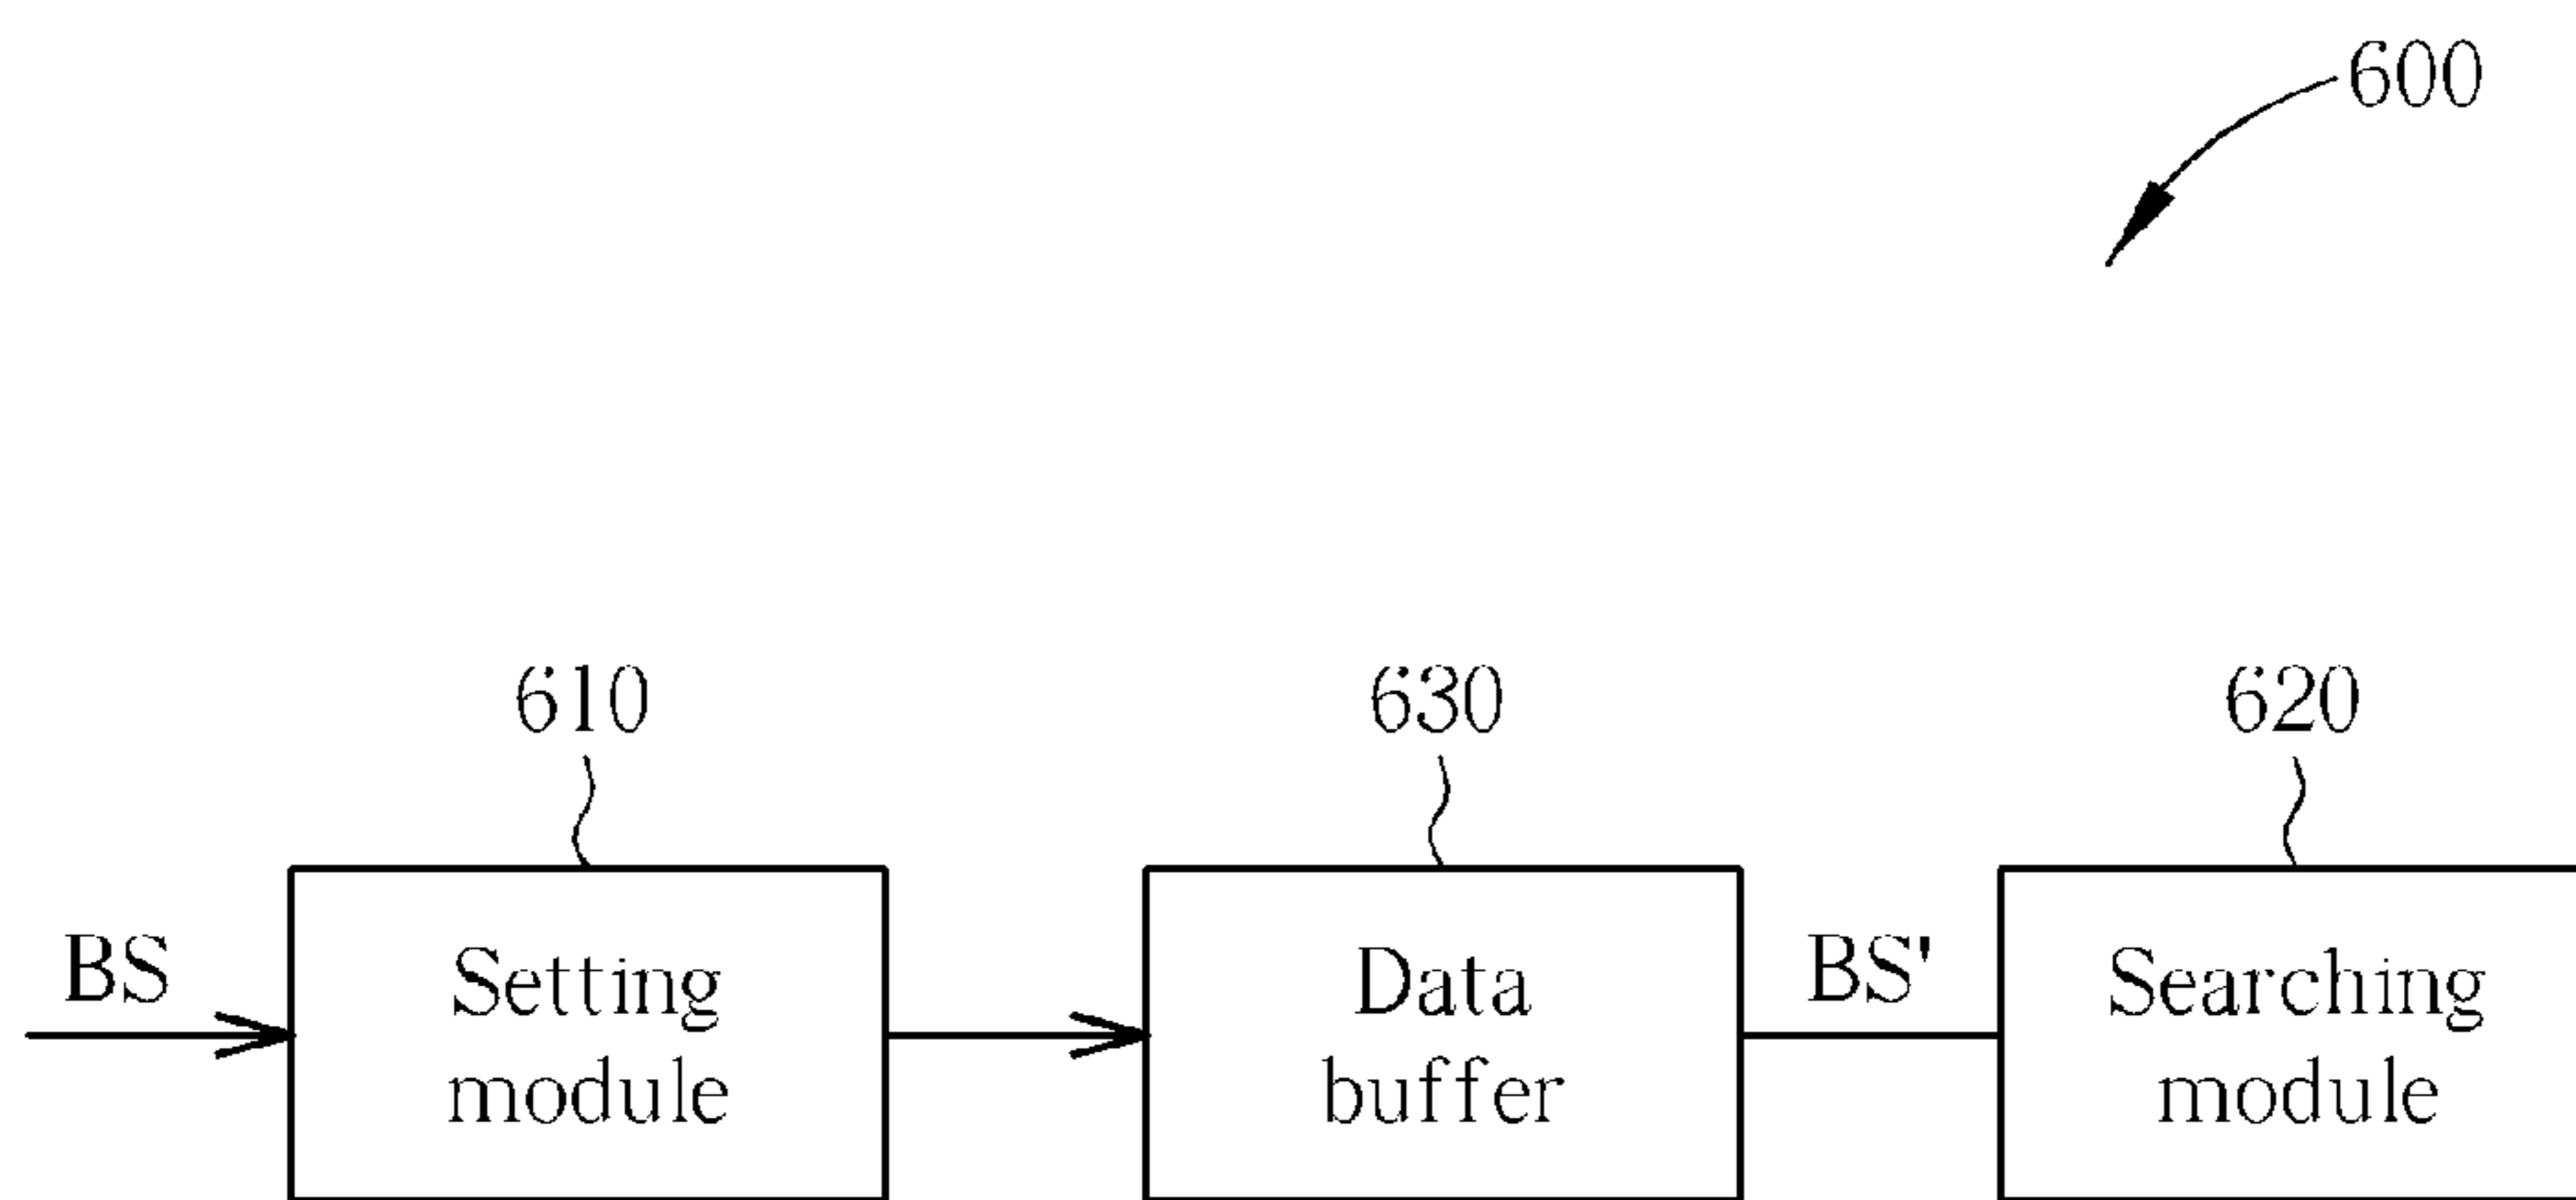 600
610
630
620
BS
Setting
module
Data
buffer
BS'
Searching
module